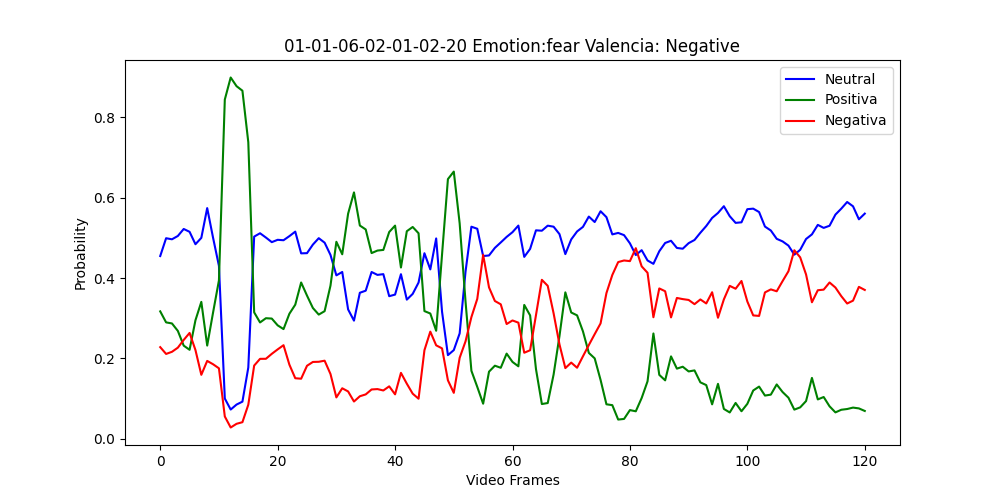 01-01-06-02-01-02-20 Emotion:fear Valencia: Negative
Neutral
Positiva
Negativa
Probability
0.8
0.6
0.4
0.2
0.0
0 20 40 60 80 100 120
Video Frames